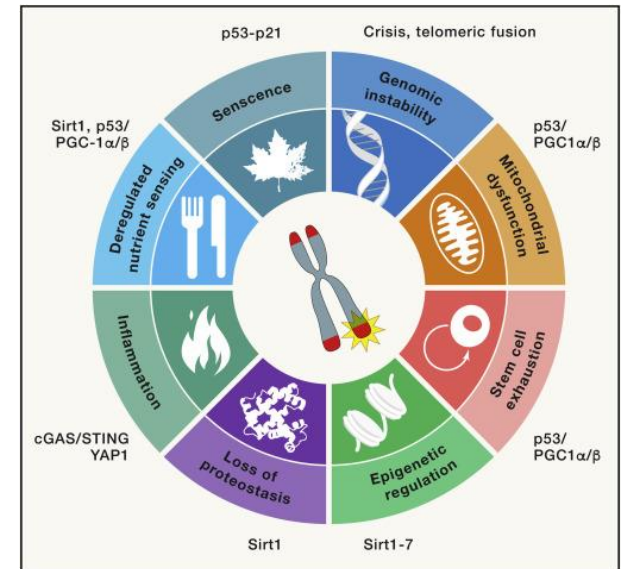 p53-p21
Crisis, telomeric fusion
Senscence
Genomic
instability
Sirt1, p53/
PGC-1α/β
p53/
PGC1α/β
Deregulated
nutrient sensing
Mitochondrial
dysfunction
Inflammation
Stem cell
exhaustion
cGAS/STING
YAP1
p53/
PGC1α/β
Loss of
proteostasis
Epigenetic
regulation
Sirt1
Sirt1-7